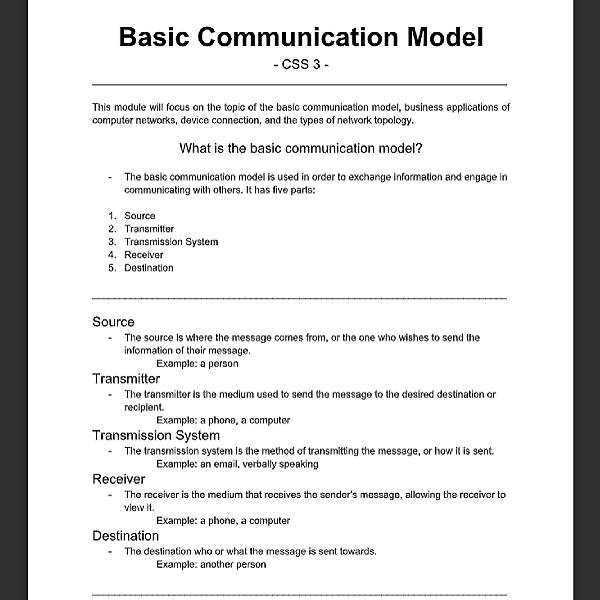 Basic Communication Model
- CSS 3 -
This module will focus on the topic of the basic communication model, business applications of
computer networks, device connection, and the types of network topology.
What is the basic communication model?
- The basic communication model is used in order to exchange information and engage in
communicating with others. It has five parts:
1. Source
2. Transmitter
3. Transmission System
4. Receiver
5. Destination
Source
- The source is where the message comes from, or the one who wishes to send the
information of their message.
Example: a person
Transmitter
- The transmitter is the medium used to send the message to the desired destination or
recipient.
Example: a phone, a computer
Transmission System
- The transmission system is the method of transmitting the message, or how it is sent.
Example: an email, verbally speaking
Receiver
- The receiver is the medium that receives the sender's message, allowing the receiver to
view it.
Example: a phone, a computer
Destination
- The destination who or what the message is sent towards.
Example: another person